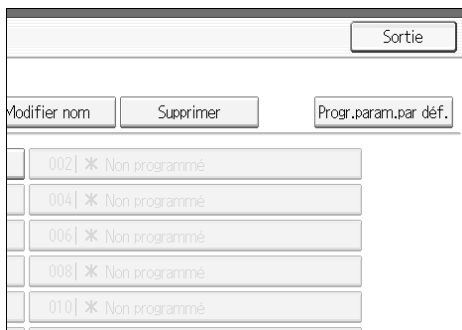 Sortie
Modifier nom Supprimer Progr.param.par déf.
002 ✱ Non programmé
004 ✱ Non programmé
006 ✱ Non programmé
008 ✱ Non programmé
010 ✱ Non programmé